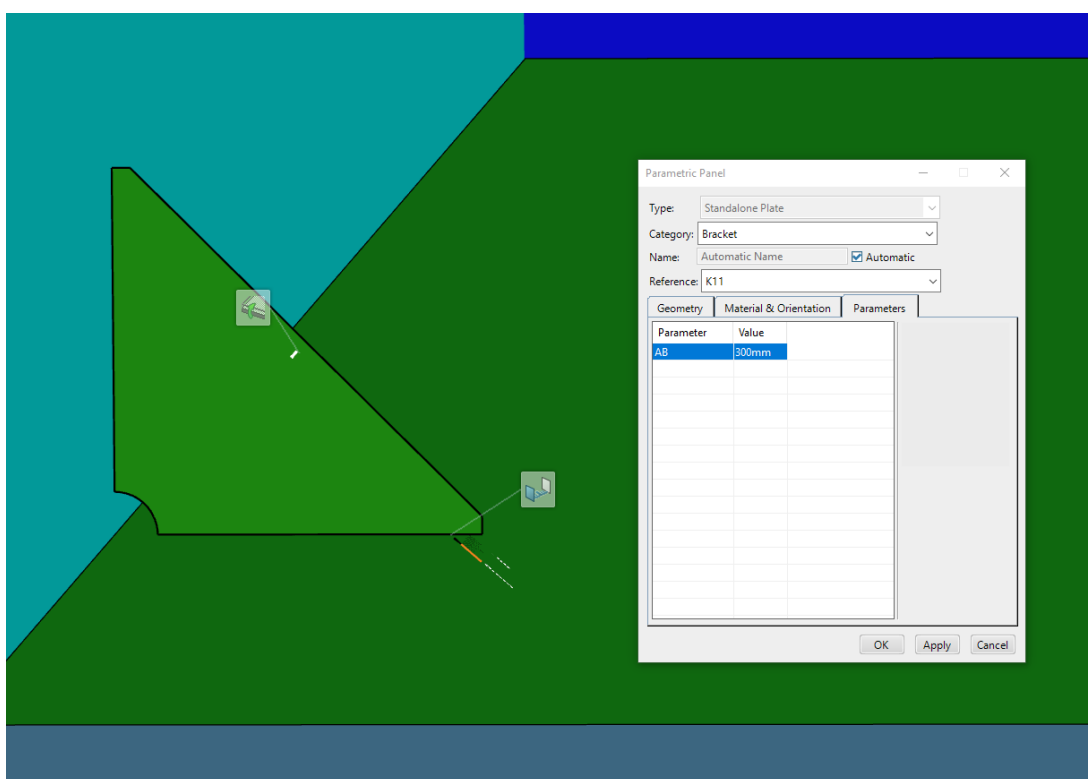 Parametric Panel
Type: Standalone Plate
Category: Bracket
Name: Automatic Name Automatic
Reference: K11
Geometry Material & Orientation Parameters
Parameter Value
AB 300mm
OK Apply Cancel